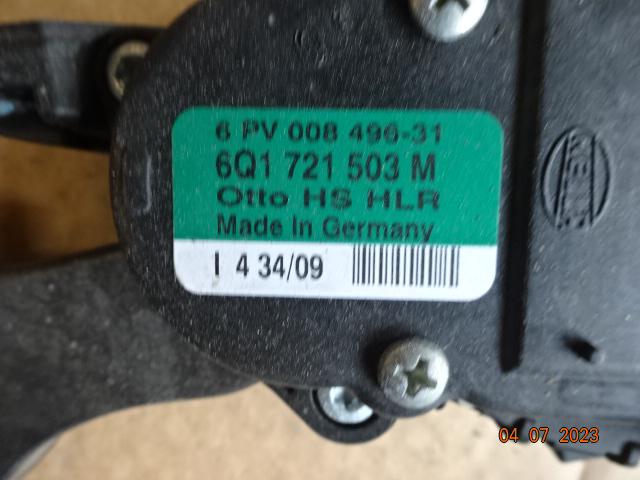 6 PV 008 496-31
6Q1 721 503 M
Otto HS HLR
Made In Germany
I 4 34/09
HELLA
04 07 2023